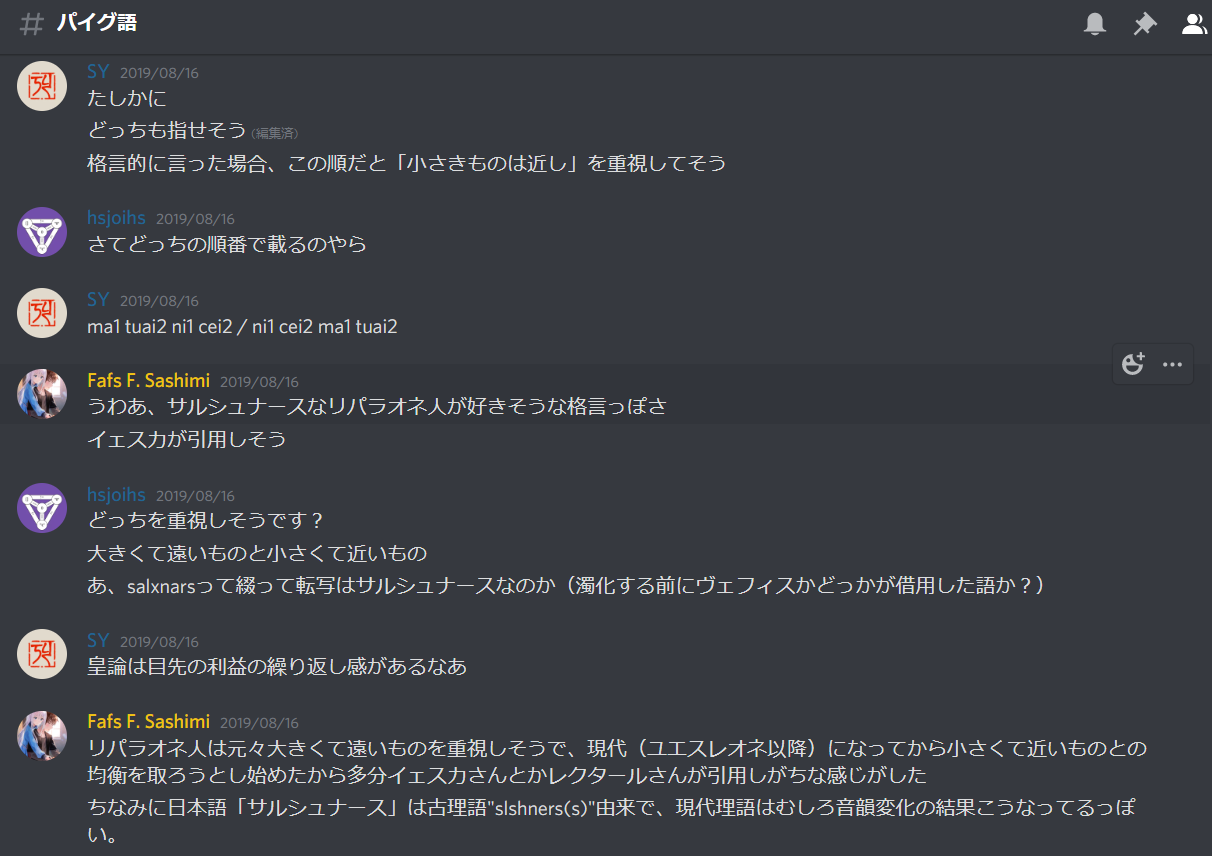 # パイグ語
SY 2019/08/16
たしかに
どっちも指せそう (編集済)
格言的に言った場合、この順だと「小さきものは近し」を重視してそう
hsjoihs 2019/08/16
さてどっちの順番で載るのやら
SY 2019/08/16
ma1 tuai2 ni1 cei2 / ni1 cei2 ma1 tuai2
Fafs F. Sashimi 2019/08/16
うわあ、サルシュナースなリパラオネ人が好きそうな格言っぽさ
イェスカが引用しそう
hsjoihs 2019/08/16
どっちを重視しそうです?
大きくて遠いものと小さくて近いもの
あ、salxnarsって綴って転写はサルシュナースなのか（濁化する前にヴェフィスかどっかが借用した語か?）
SY 2019/08/16
皇論は目先の利益の繰り返し感があるなあ
Fafs F. Sashimi 2019/08/16
リパラオネ人は元々大きくて遠いものを重視しそうで、現代（ユエスレオネ以降）になってから小さくて近いものとの
均衡を取ろうとし始めたから多分イェスカさんとかレクタールさんが引用しがちな感じがした
ちなみに日本語「サルシュナース」は古理語"slshners(s)"由来で、現代理語はむしろ音韻変化の結果こうなってるっぽ
い。